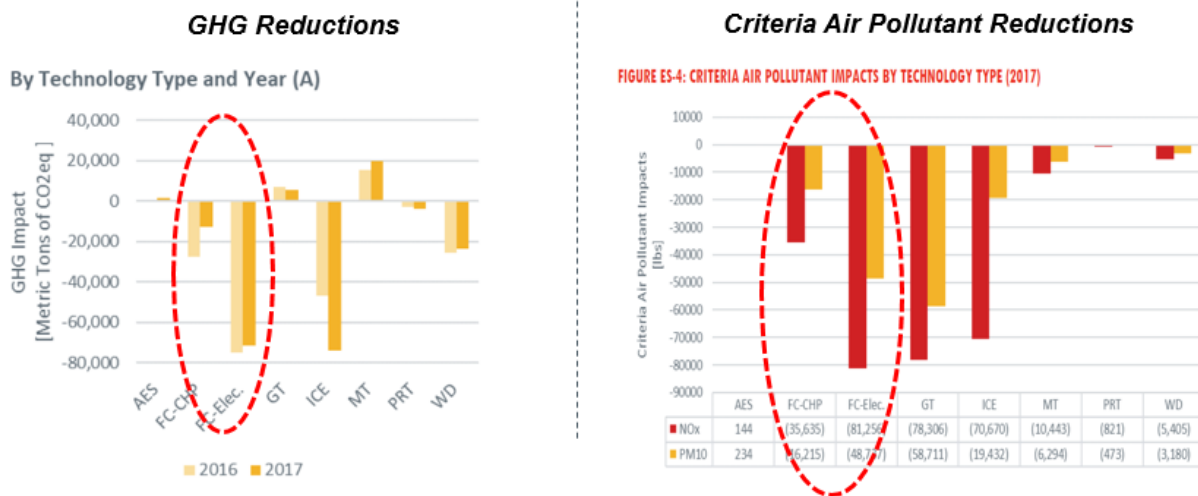 GHG Reductions
By Technology Type and Year (A)
GHG Impact
[Metric Tons of CO2eq ]
40,000
20,000
0
-20,000
-40,000
-60,000
-80,000
AES
FC-CHP
FC-Elec.
GT
ICE
MT
PRT
WD
2016
2017
Criteria Air Pollutant Reductions
FIGURE ES-4: CRITERIA AIR POLLUTANT IMPACTS BY TECHNOLOGY TYPE (2017)
Criteria Air Pollutant Impacts
[lbs]
10000
0
-10000
-20000
-30000
-40000
-50000
-60000
-70000
-80000
-90000
AES FC-CHP FC-Elec. GT ICE MT PRT WD
NOx 144 (35,635) (81,256) (78,306) (70,670) (10,443) (821) (5,405)
PM10 234 (16,215) (58,711) (19,432) (6,294) (473) (3,180)